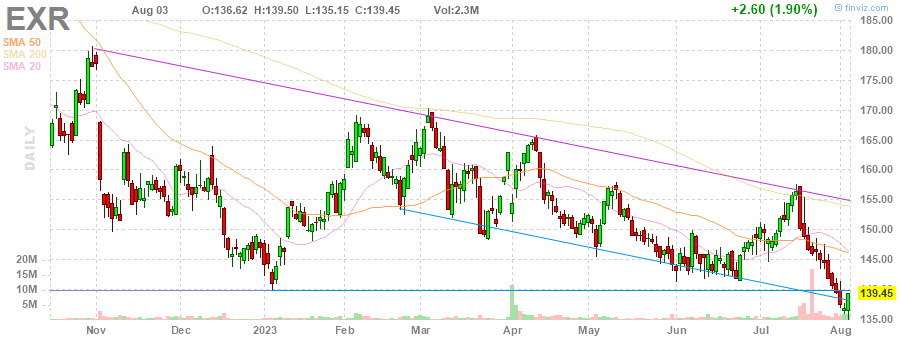 EXR Aug 03 O:136.62 H:139.50 L:135.15 C:139.45 Vol:2.3M +2.60 (1.90%) © finviz.com
SMA 50
SMA 200
SMA 20
DAILY
185.00
180.00
175.00
170.00
165.00
160.00
155.00
150.00
145.00
139.45
135.00
20M
15M
10M
5M
Nov Dec 2023 Feb Mar Apr May Jun Jul Aug